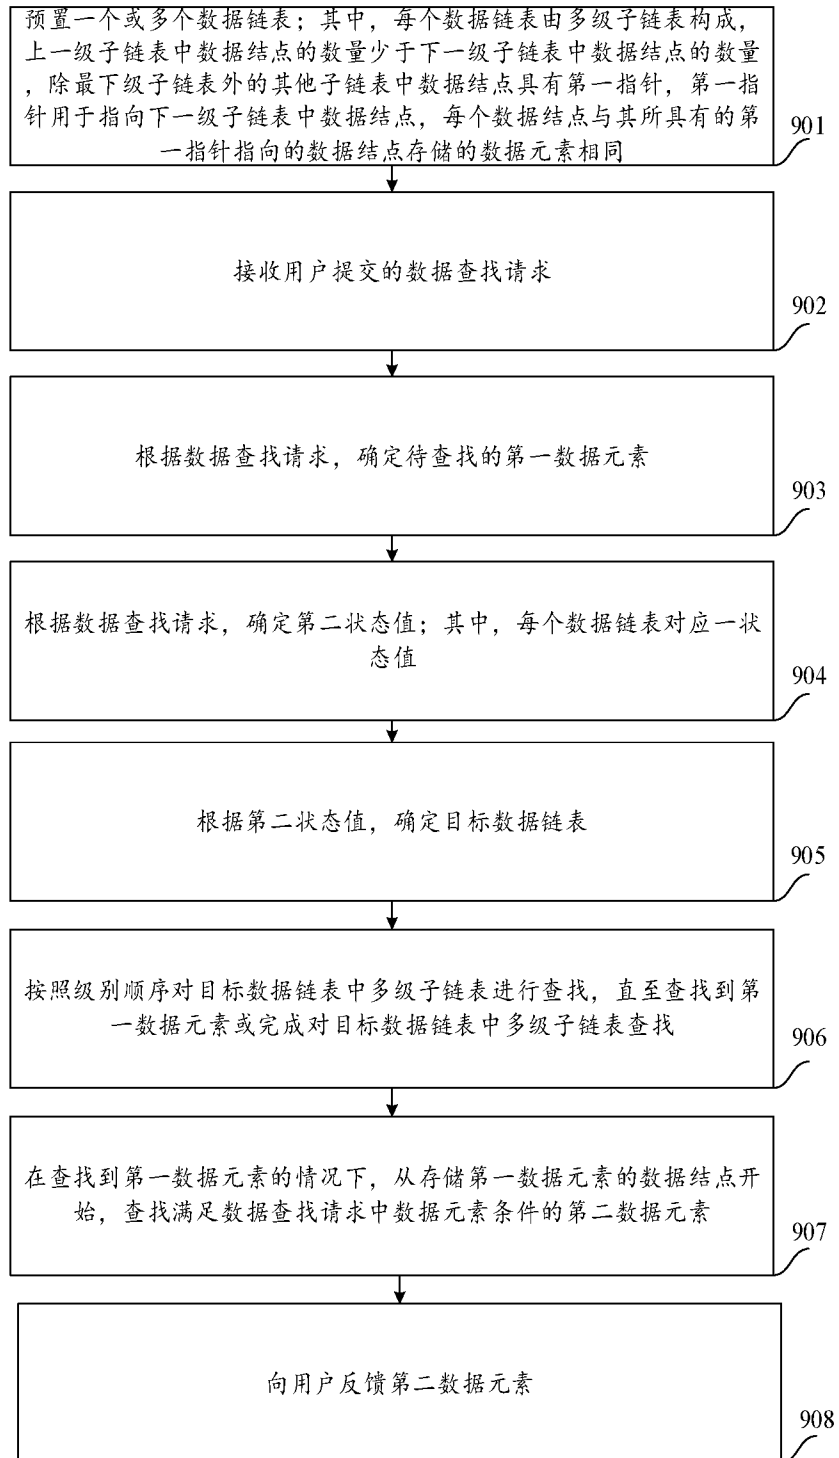 预置一个或多个数据链表；其中，每个数据链表由多级子链表构成，
上一级子链表中数据结点的数量少于下一级子链表中数据结点的数量
，除最下级子链表外的其他子链表中数据结点具有第一指针，第一指
针用于指向下一级子链表中数据结点，每个数据结点与其所具有的第
一指针指向的数据结点存储的数据元素相同
901
接收用户提交的数据查找请求
902
根据数据查找请求，确定待查找的第一数据元素
903
根据数据查找请求，确定第二状态值；其中，每个数据链表对应一状
态值
904
根据第二状态值，确定目标数据链表
905
按照级别顺序对目标数据链表中多级子链表进行查找，直至查找到第
一数据元素或完成对目标数据链表中多级子链表查找
906
在查找到第一数据元素的情况下，从存储第一数据元素的数据结点开
始，查找满足数据查找请求中数据元素条件的第二数据元素
907
向用户反馈第二数据元素
908